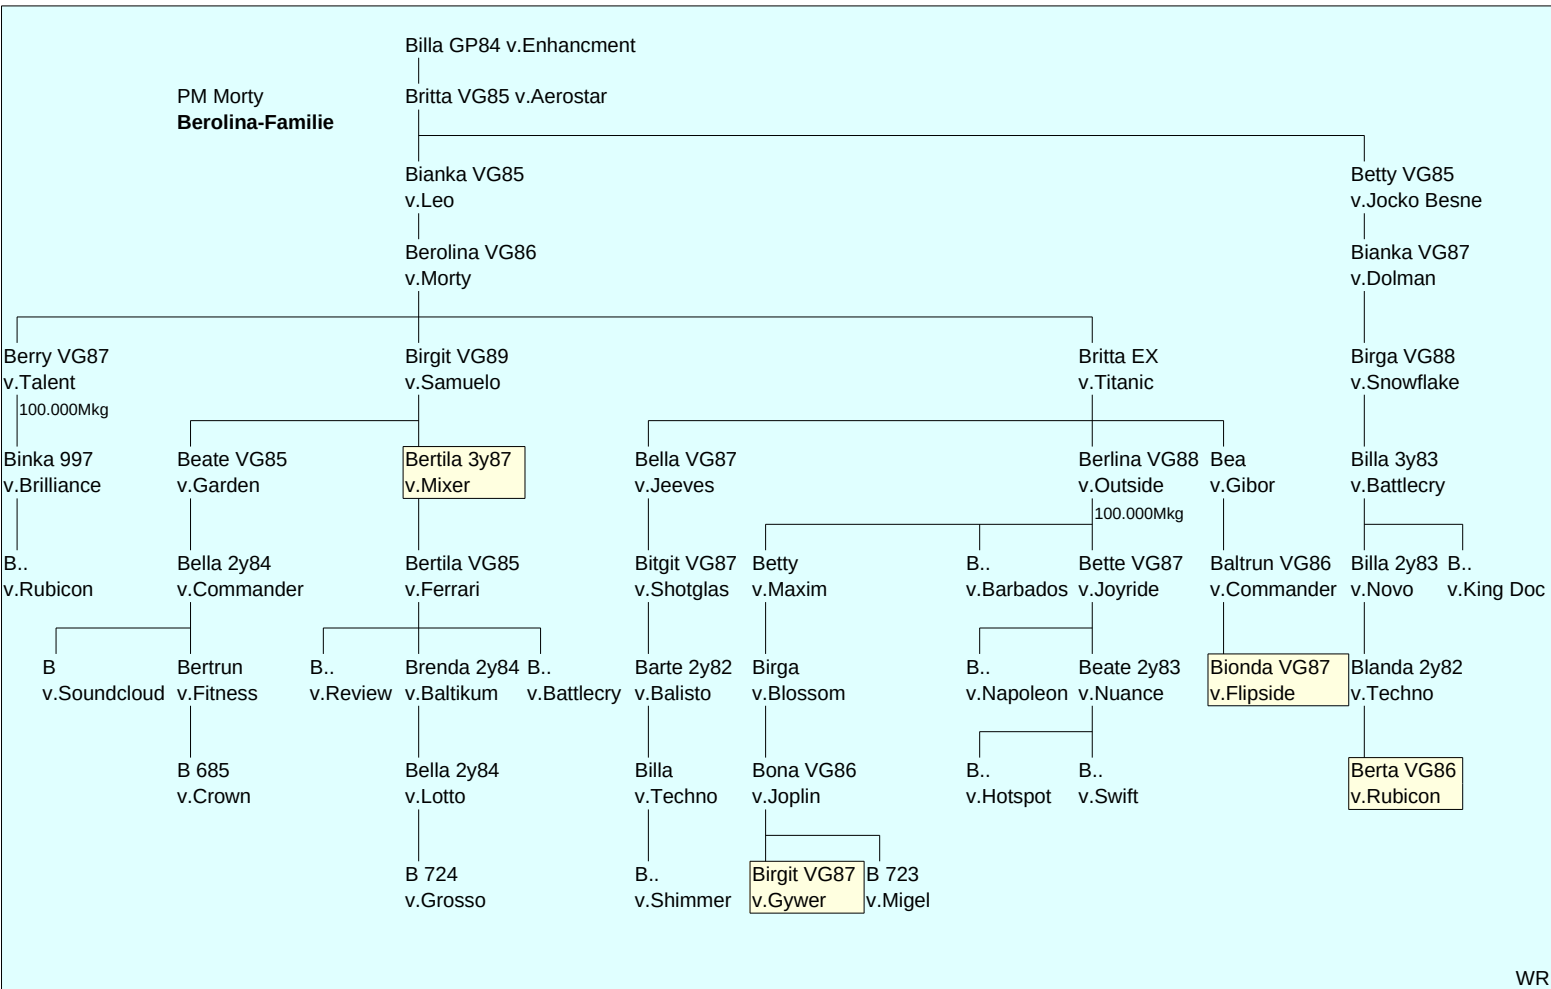 Billa GP84 v.Enhancment
PM Morty
Britta VG85 v.Aerostar
Berolina-Familie
Bianka VG85
v.Leo
Betty VG85
v.Jocko Besne
Berolina VG86
v.Morty
Bianka VG87
v.Dolman
Berry VG87
v.Talent
100.000Mkg
Birgit VG89
v.Samuelo
Britta EX
v.Titanic
Birga VG88
v.Snowflake
Binka 997
v.Brilliance
Beate VG85
v.Garden
Bertila 3y87
v.Mixer
Bella VG87
v.Jeeves
Berlina VG88
v.Outside
100.000Mkg
Bea
v.Gibor
Billa 3y83
v.Battlecry
B..
v.Rubicon
Bella 2y84
v.Commander
Bertila VG85
v.Ferrari
Bitgit VG87
v.Shotglas
Betty
v.Maxim
B..
v.Barbados
Bette VG87
v.Joyride
Baltrun VG86
v.Commander
Billa 2y83
v.Novo
B..
v.King Doc
B
v.Soundcloud
Bertrun
v.Fitness
B..
v.Review
Brenda 2y84
v.Baltikum
B..
v.Battlecry
Barte 2y82
v.Balisto
Birga
v.Blossom
B..
v.Napoleon
Beate 2y83
v.Nuance
Bionda VG87
v.Flipside
Blanda 2y82
v.Techno
B 685
v.Crown
Bella 2y84
v.Lotto
Billa
v.Techno
Bona VG86
v.Joplin
B..
v.Hotspot
B..
v.Swift
Berta VG86
v.Rubicon
B 724
v.Grosso
B..
v.Shimmer
Birgit VG87
v.Gywer
B 723
v.Migel
WR